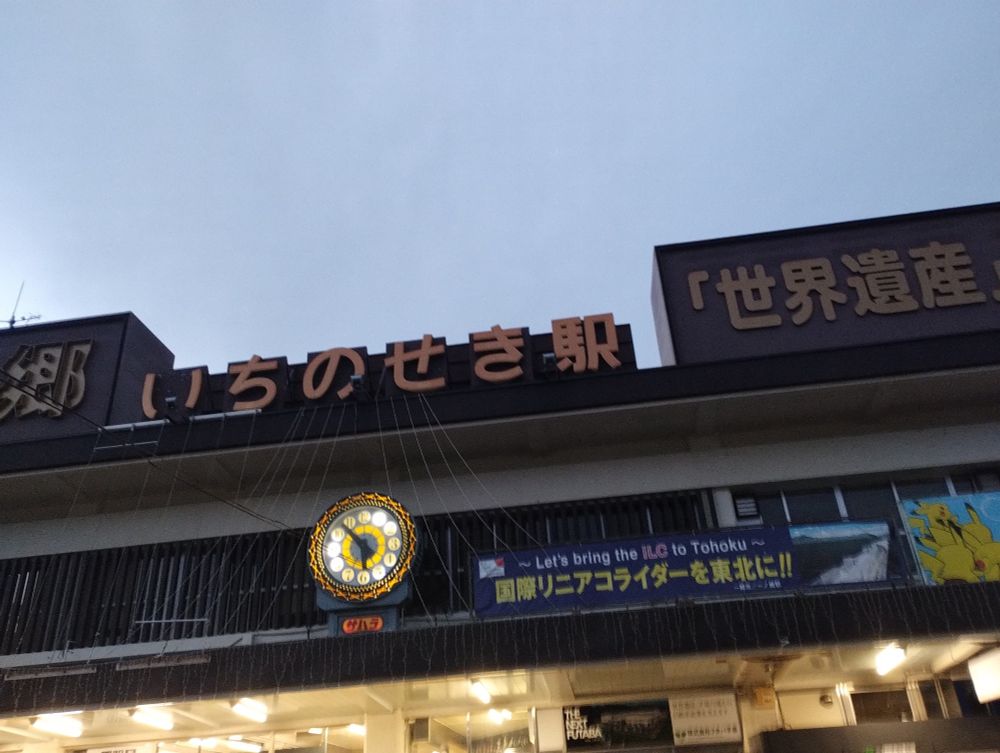 郷
いちのせき駅
「世界遺産」
～ Let's bring the ILC to Tohoku ～
国際リニアコライダーを東北に!!
サハラ
THE
NEXT
FUTABA